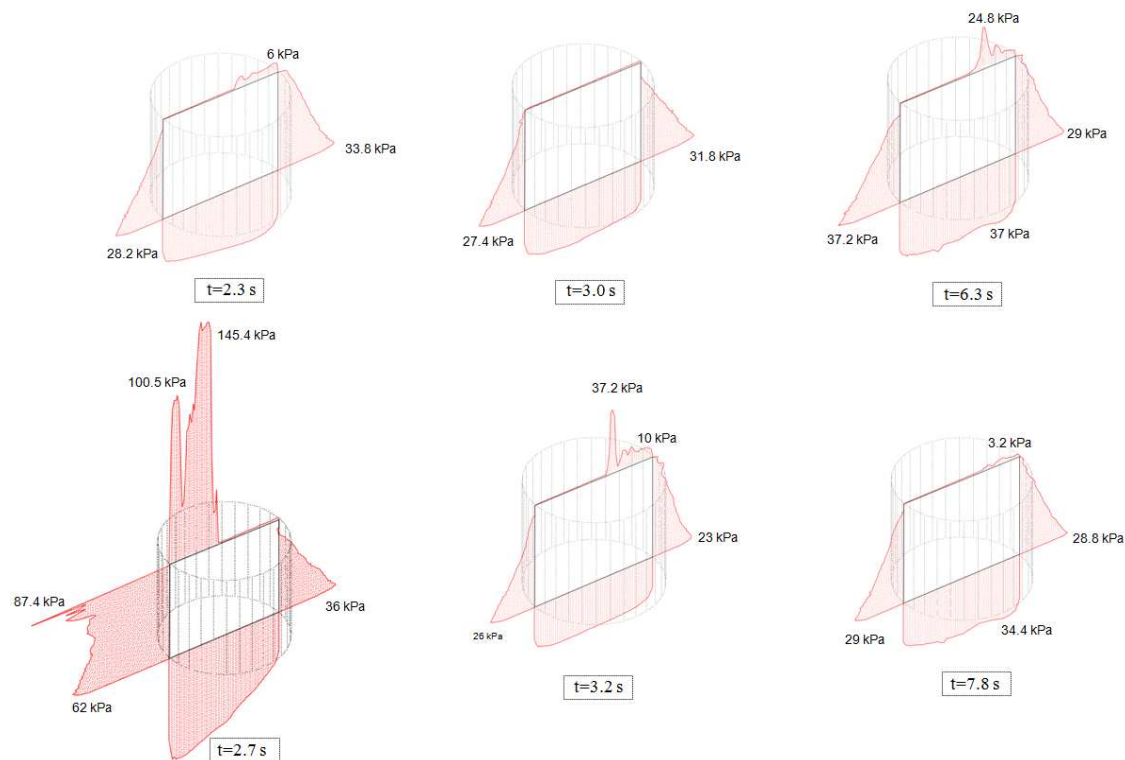 6 kPa
33.8 kPa
28.2 kPa
t=2.3 s
31.8 kPa
27.4 kPa
t=3.0 s
24.8 kPa
29 kPa
37.2 kPa
37 kPa
t=6.3 s
145.4 kPa
100.5 kPa
87.4 kPa
36 kPa
62 kPa
t=2.7 s
37.2 kPa
10 kPa
23 kPa
26 kPa
t=3.2 s
3.2 kPa
28.8 kPa
29 kPa
34.4 kPa
t=7.8 s